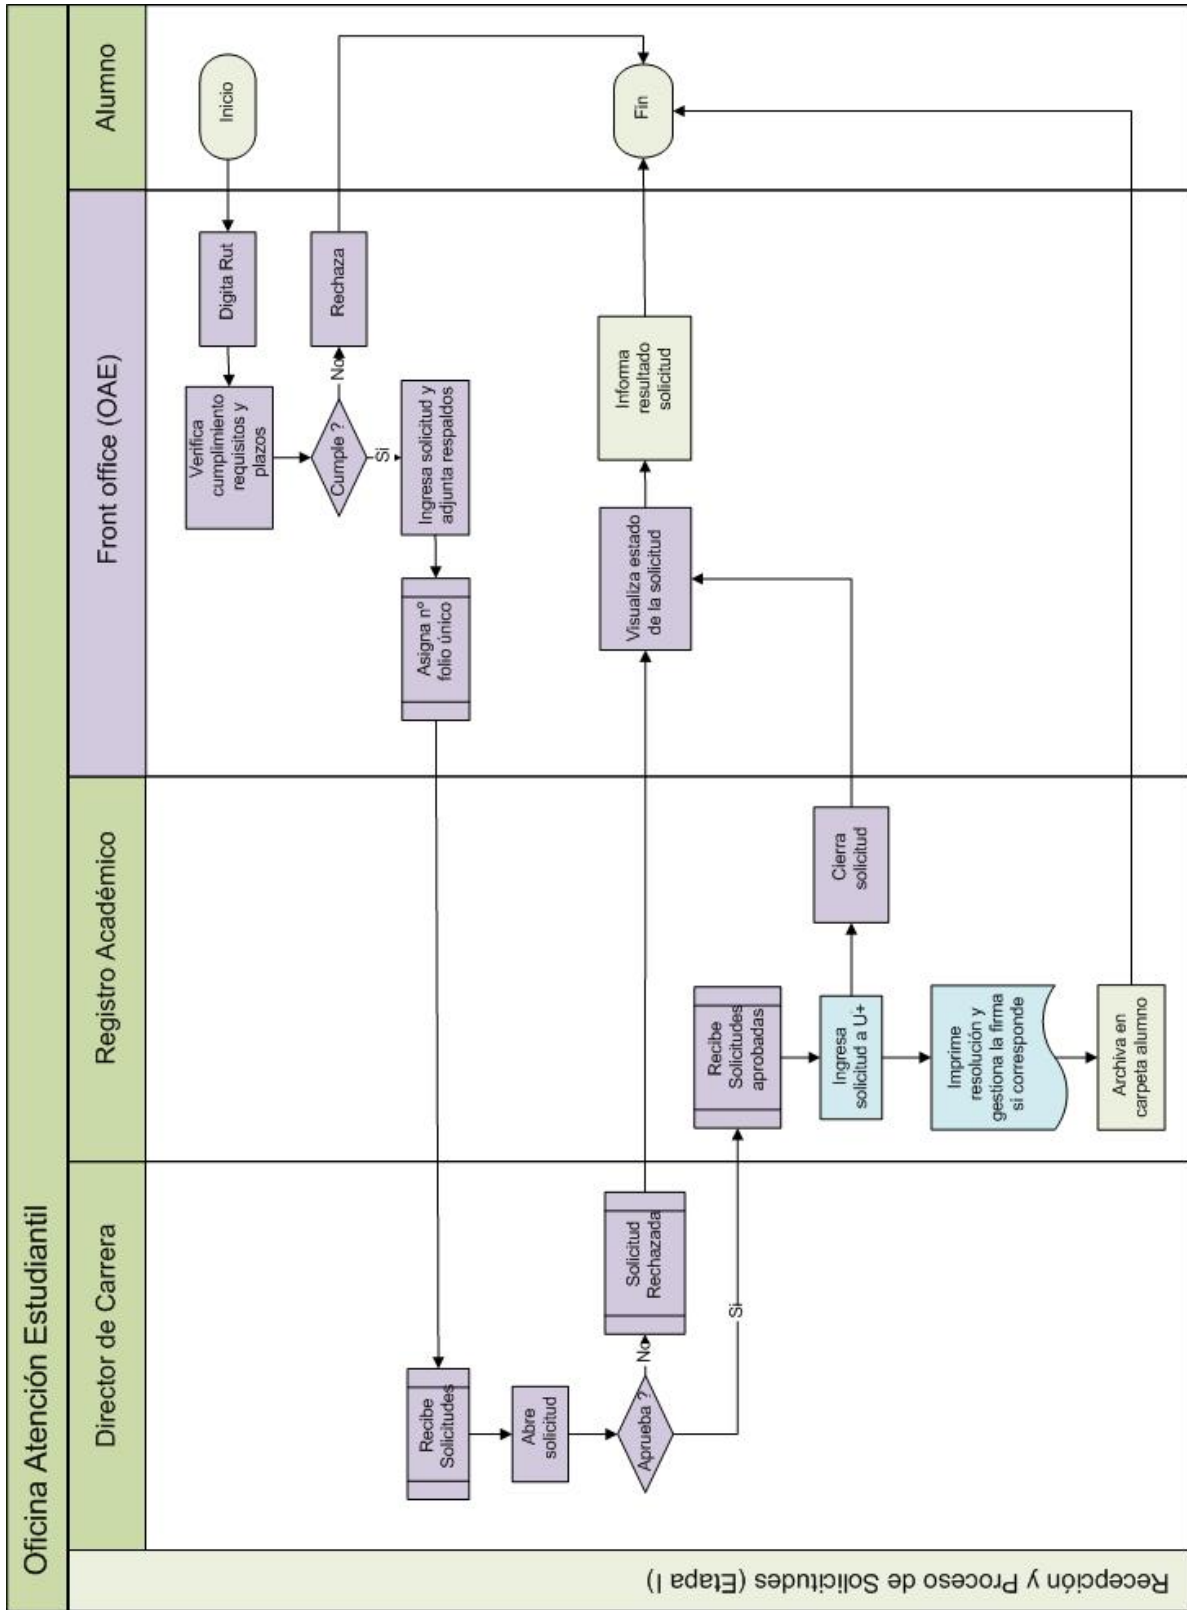 Oficina Atención Estudiantil
Director de Carrera
Registro Académico
Front office (OAE)
Alumno
Recepción y Proceso de Solicitudes (Etapa I)
Inicio
Digita Rut
Verifica
cumplimiento
requisitos y
plazos
Cumple ?
No
Rechaza
Si
Ingresa solicitud y
adjunta respaldos
Asigna nº
folio único
Recibe
Solicitudes
Abre
solicitud
Aprueba ?
No
Solicitud
Rechazada
Si
Recibe
Solicitudes
aprobadas
Ingresa
solicitud a U+
Cierra
solicitud
Imprime
resolución y
gestiona la firma
si corresponde
Archiva en
carpeta alumno
Visualiza estado
de la solicitud
Informa
resultado
solicitud
Fin